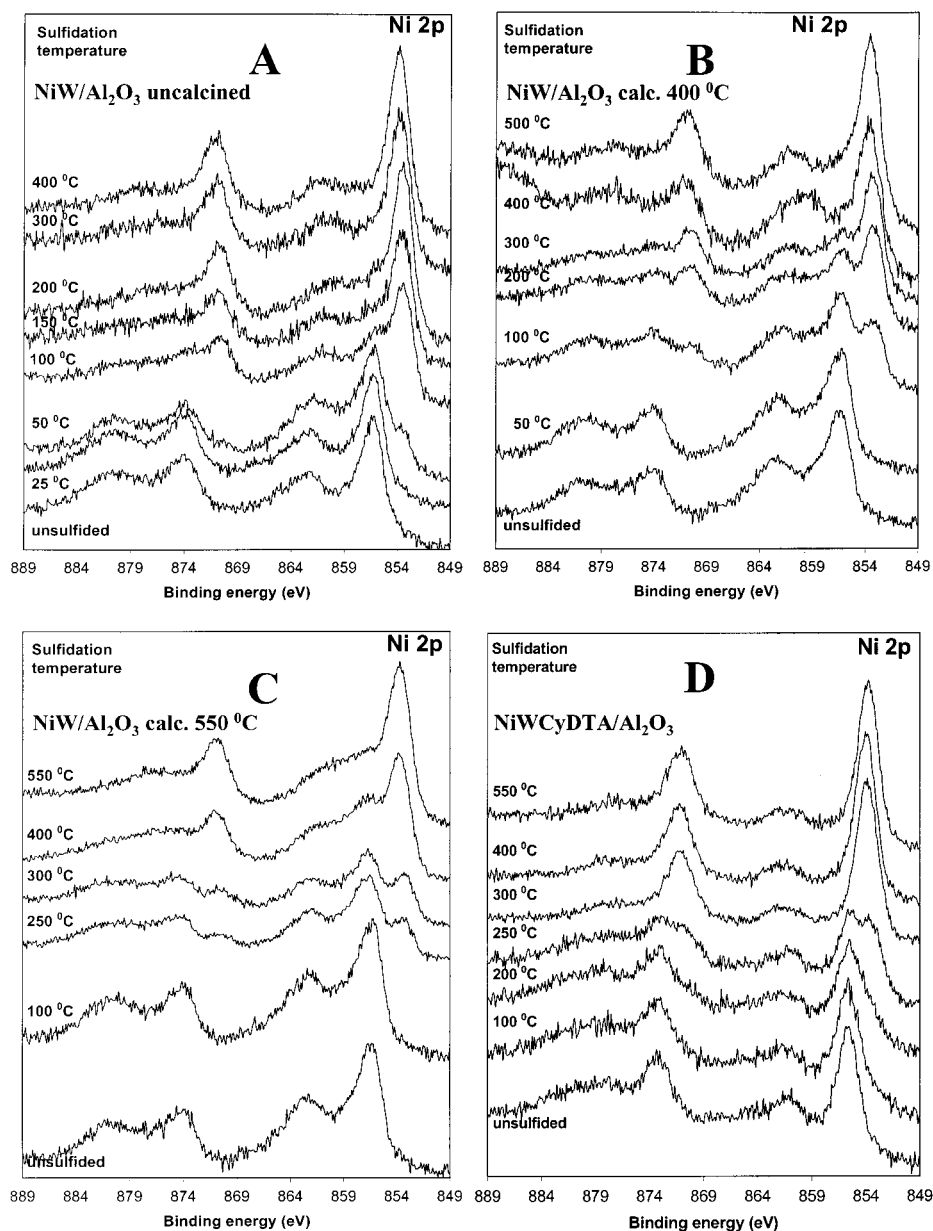 Sulfidation
temperature
Ni 2p
A
NiW/Al₂O₃ uncalcined
400 ⁰C
300 ⁰C
200 ⁰C
150 ⁰C
100 ⁰C
50 ⁰C
25 ⁰C
unsulfided
889 884 879 874 869 864 859 854 849
Binding energy (eV)
Sulfidation
temperature
Ni 2p
B
NiW/Al₂O₃ calc. 400 ⁰C
500 ⁰C
400 ⁰C
300 ⁰C
200 ⁰C
100 ⁰C
50 ⁰C
unsulfided
889 884 879 874 869 864 859 854 849
Binding energy (eV)
Sulfidation
temperature
Ni 2p
C
NiW/Al₂O₃ calc. 550 ⁰C
550 ⁰C
400 ⁰C
300 ⁰C
250 ⁰C
100 ⁰C
unsulfided
889 884 879 874 869 864 859 854 849
Binding energy (eV)
Sulfidation
temperature
Ni 2p
D
NiWCyDTA/Al₂O₃
550 ⁰C
400 ⁰C
300 ⁰C
250 ⁰C
200 ⁰C
100 ⁰C
unsulfided
889 884 879 874 869 864 859 854 849
Binding energy (eV)